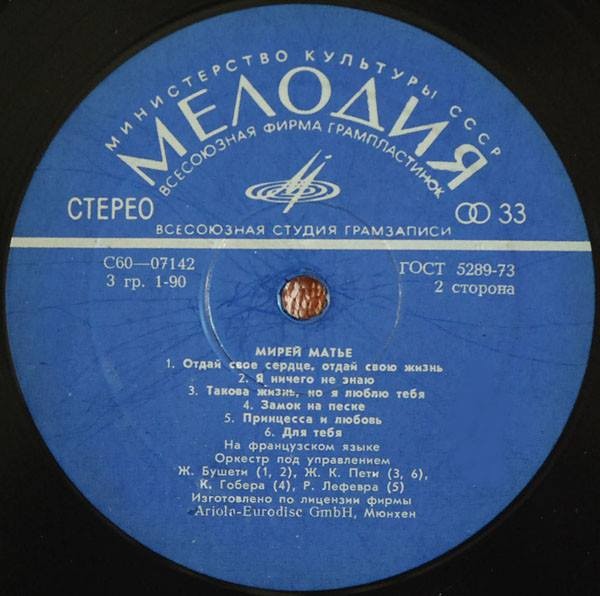 МИНИСТЕРСТВО КУЛЬТУРЫ СССР
МЕЛОДИЯ
ВСЕСОЮЗНАЯ ФИРМА ГРАМПЛАСТИНОК
СТЕРЕО
33
ВСЕСОЮЗНАЯ СТУДИЯ ГРАМЗАПИСИ
С60—07142
ГОСТ 5289-73
3 гр. 1-90
2 сторона
МИРЕЙ МАТЬЕ
1. Отдай свое сердце, отдай свою жизнь
2. Я ничего не знаю
3. Такова жизнь, но я люблю тебя
4. Замок на песке
5. Принцесса и любовь
6. Для тебя
На французском языке
Оркестр под управлением
Ж. Бушети (1, 2), Ж. К. Пети (3, 6),
К. Гобера (4), Р. Лефевра (5)
Изготовлено по лицензии фирмы
Ariola-Eurodisc GmbH, Мюнхен